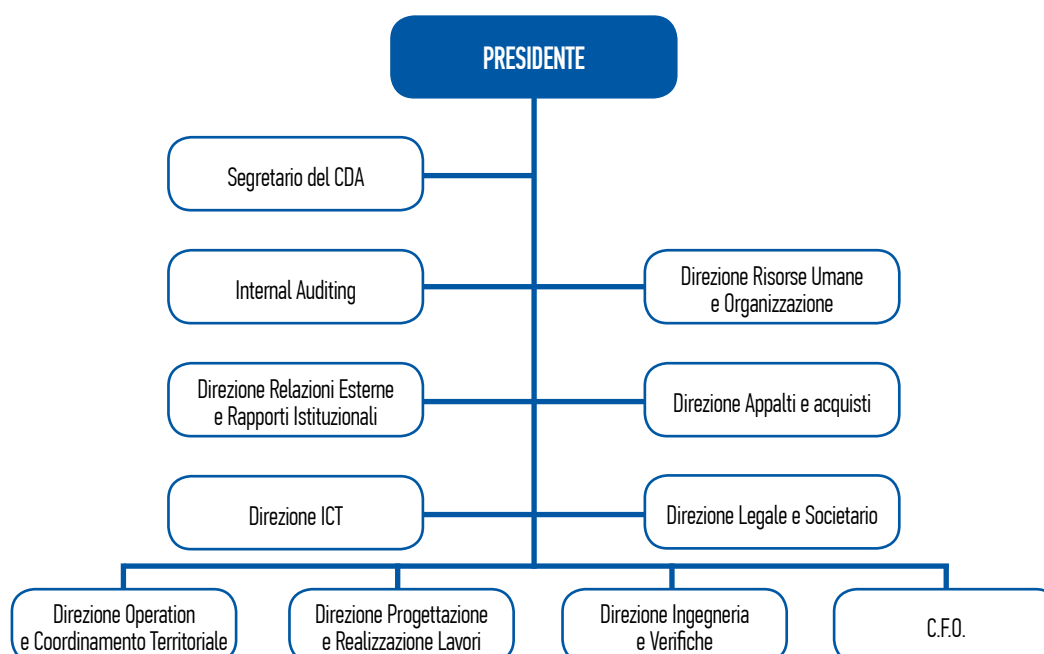 PRESIDENTE
Segretario del CDA
Internal Auditing
Direzione Risorse Umane
e Organizzazione
Direzione Relazioni Esterne
e Rapporti Istituzionali
Direzione Appalti e acquisti
Direzione ICT
Direzione Legale e Societario
Direzione Operation
e Coordinamento Territoriale
Direzione Progettazione
e Realizzazione Lavori
Direzione Ingegneria
e Verifiche
C.F.O.